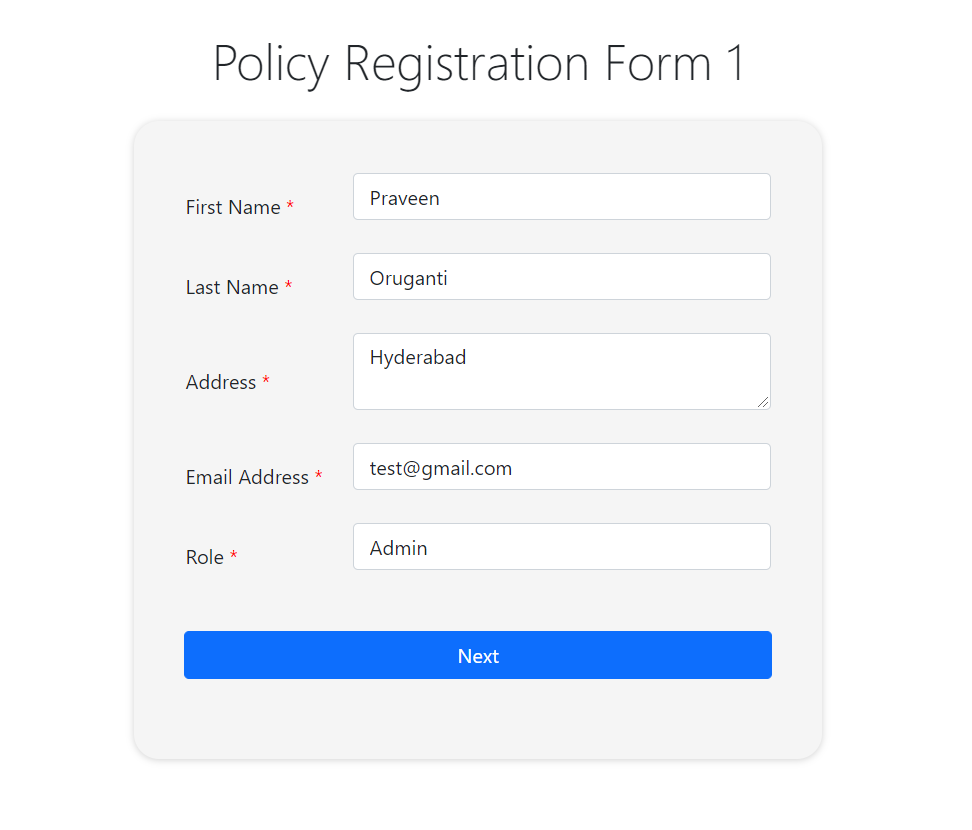 Policy Registration Form 1
First Name * Praveen
Last Name * Oruganti
Address * Hyderabad
Email Address * test@gmail.com
Role * Admin
Next